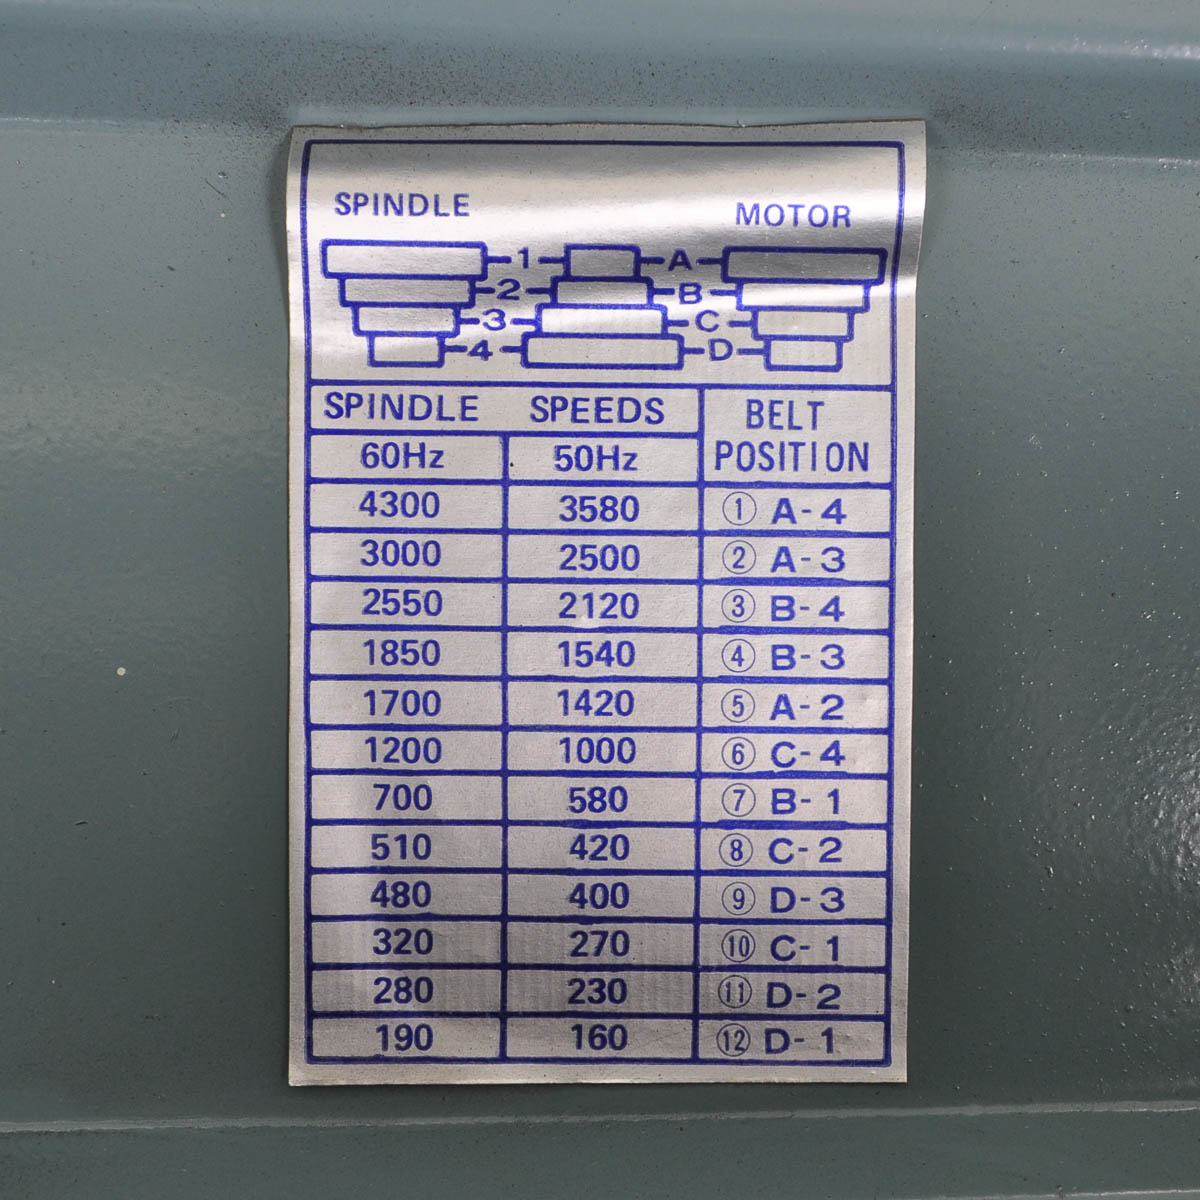 SPINDLE MOTOR
1 A
2 B
3 C
4 D
SPINDLE SPEEDS BELT POSITION
60Hz 50Hz
4300 3580 ① A-4
3000 2500 ② A-3
2550 2120 ③ B-4
1850 1540 ④ B-3
1700 1420 ⑤ A-2
1200 1000 ⑥ C-4
700 580 ⑦ B-1
510 420 ⑧ C-2
480 400 ⑨ D-3
320 270 ⑩ C-1
280 230 ⑪ D-2
190 160 ⑫ D-1